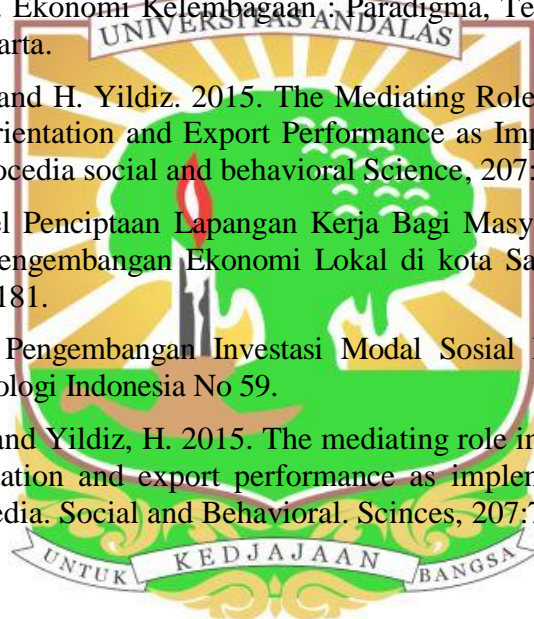 Ekonomi Kelembagaan : Paradigma, Te
UNIVERSITAS ANDALAS
arta.
and H. Yildiz. 2015. The Mediating Role
rientation and Export Performance as Imp
ocedia social and behavioral Science, 207:
el Penciptaan Lapangan Kerja Bagi Masy
engembangan Ekonomi Lokal di kota Sa
181.
Pengembangan Investasi Modal Sosial
ologi Indonesia No 59.
and Yildiz, H. 2015. The mediating role in
ation and export performance as implem
edia. Social and Behavioral. Scinces, 207:7
UNTUK KEDJAJAAN BANGSA